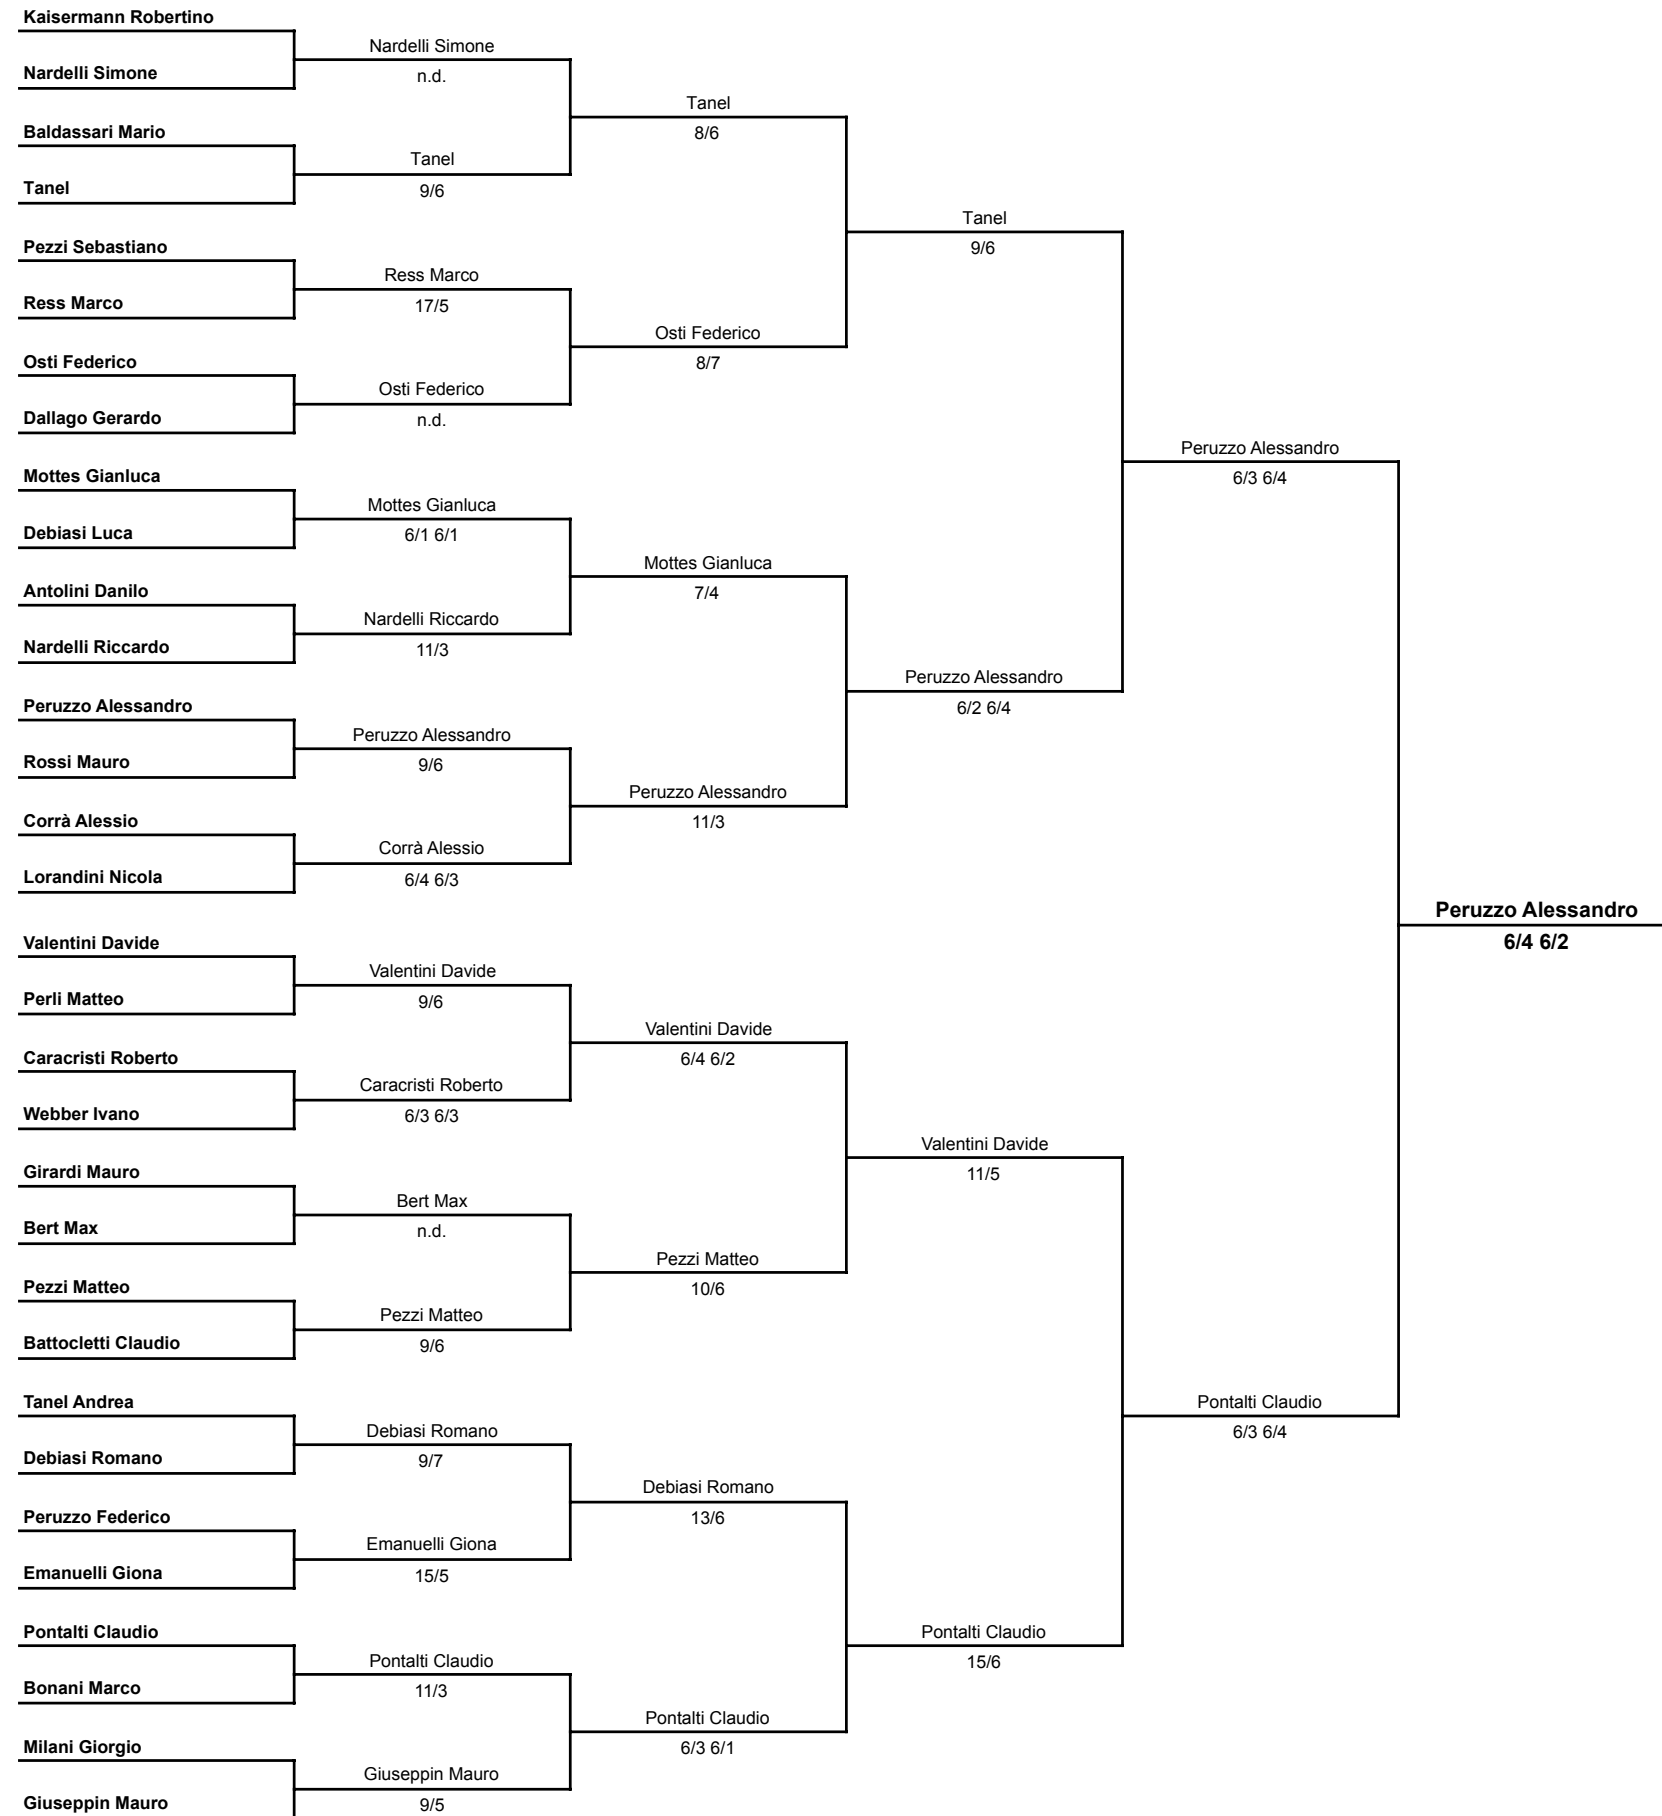 Kaisermann Robertino
Nardelli Simone
Nardelli Simone
n.d.
Tanel
8/6
Baldassari Mario
Tanel
Tanel
9/6
Tanel
9/6
Pezzi Sebastiano
Ress Marco
Ress Marco
17/5
Osti Federico
8/7
Osti Federico
Osti Federico
Dallago Gerardo
n.d.
Peruzzo Alessandro
6/3 6/4
Mottes Gianluca
Mottes Gianluca
Debiasi Luca
6/1 6/1
Mottes Gianluca
7/4
Antolini Danilo
Nardelli Riccardo
Nardelli Riccardo
11/3
Peruzzo Alessandro
6/2 6/4
Peruzzo Alessandro
Peruzzo Alessandro
Rossi Mauro
9/6
Peruzzo Alessandro
11/3
Corrà Alessio
Corrà Alessio
Lorandini Nicola
6/4 6/3
Peruzzo Alessandro
6/4 6/2
Valentini Davide
Valentini Davide
Perli Matteo
9/6
Valentini Davide
6/4 6/2
Caracristi Roberto
Caracristi Roberto
Webber Ivano
6/3 6/3
Valentini Davide
11/5
Girardi Mauro
Bert Max
Bert Max
n.d.
Pezzi Matteo
10/6
Pezzi Matteo
Pezzi Matteo
Battocletti Claudio
9/6
Pontalti Claudio
6/3 6/4
Tanel Andrea
Debiasi Romano
Debiasi Romano
9/7
Debiasi Romano
13/6
Peruzzo Federico
Emanuelli Giona
Emanuelli Giona
15/5
Pontalti Claudio
15/6
Pontalti Claudio
Pontalti Claudio
Bonani Marco
11/3
Pontalti Claudio
6/3 6/1
Milani Giorgio
Giuseppin Mauro
Giuseppin Mauro
9/5